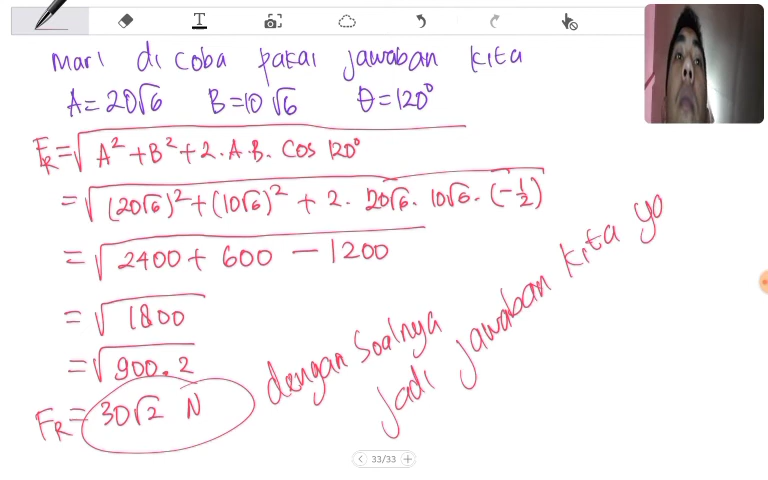 T
Mari di coba pakai jawaban kita
A=20√6 B=10√6 θ=120°
F_R=√A²+B²+2.A.B. Cos 120°
=√(20√6)²+(10√6)²+2. 20√6. 10√6. (-1/2)
=√2400+600-1200
=√1800
=√900.2
F_R=30√2 N
dengan Soalnya
jadi jawaban kita yo
33/33